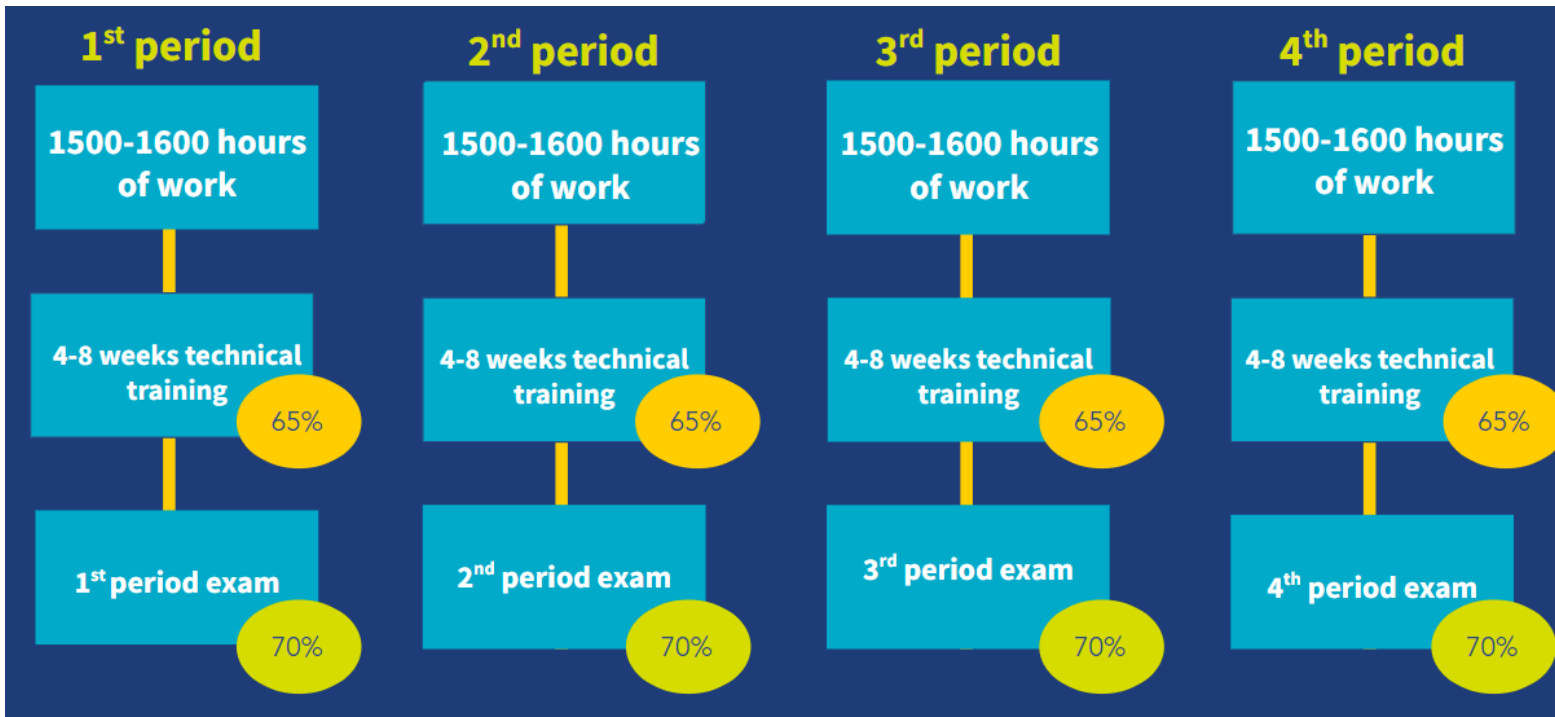 1st period
1500-1600 hours
of work
4-8 weeks technical
training
65%
1st period exam
70%
2nd period
1500-1600 hours
of work
4-8 weeks technical
training
65%
2nd period exam
70%
3rd period
1500-1600 hours
of work
4-8 weeks technical
training
65%
3rd period exam
70%
4th period
1500-1600 hours
of work
4-8 weeks technical
training
65%
4th period exam
70%